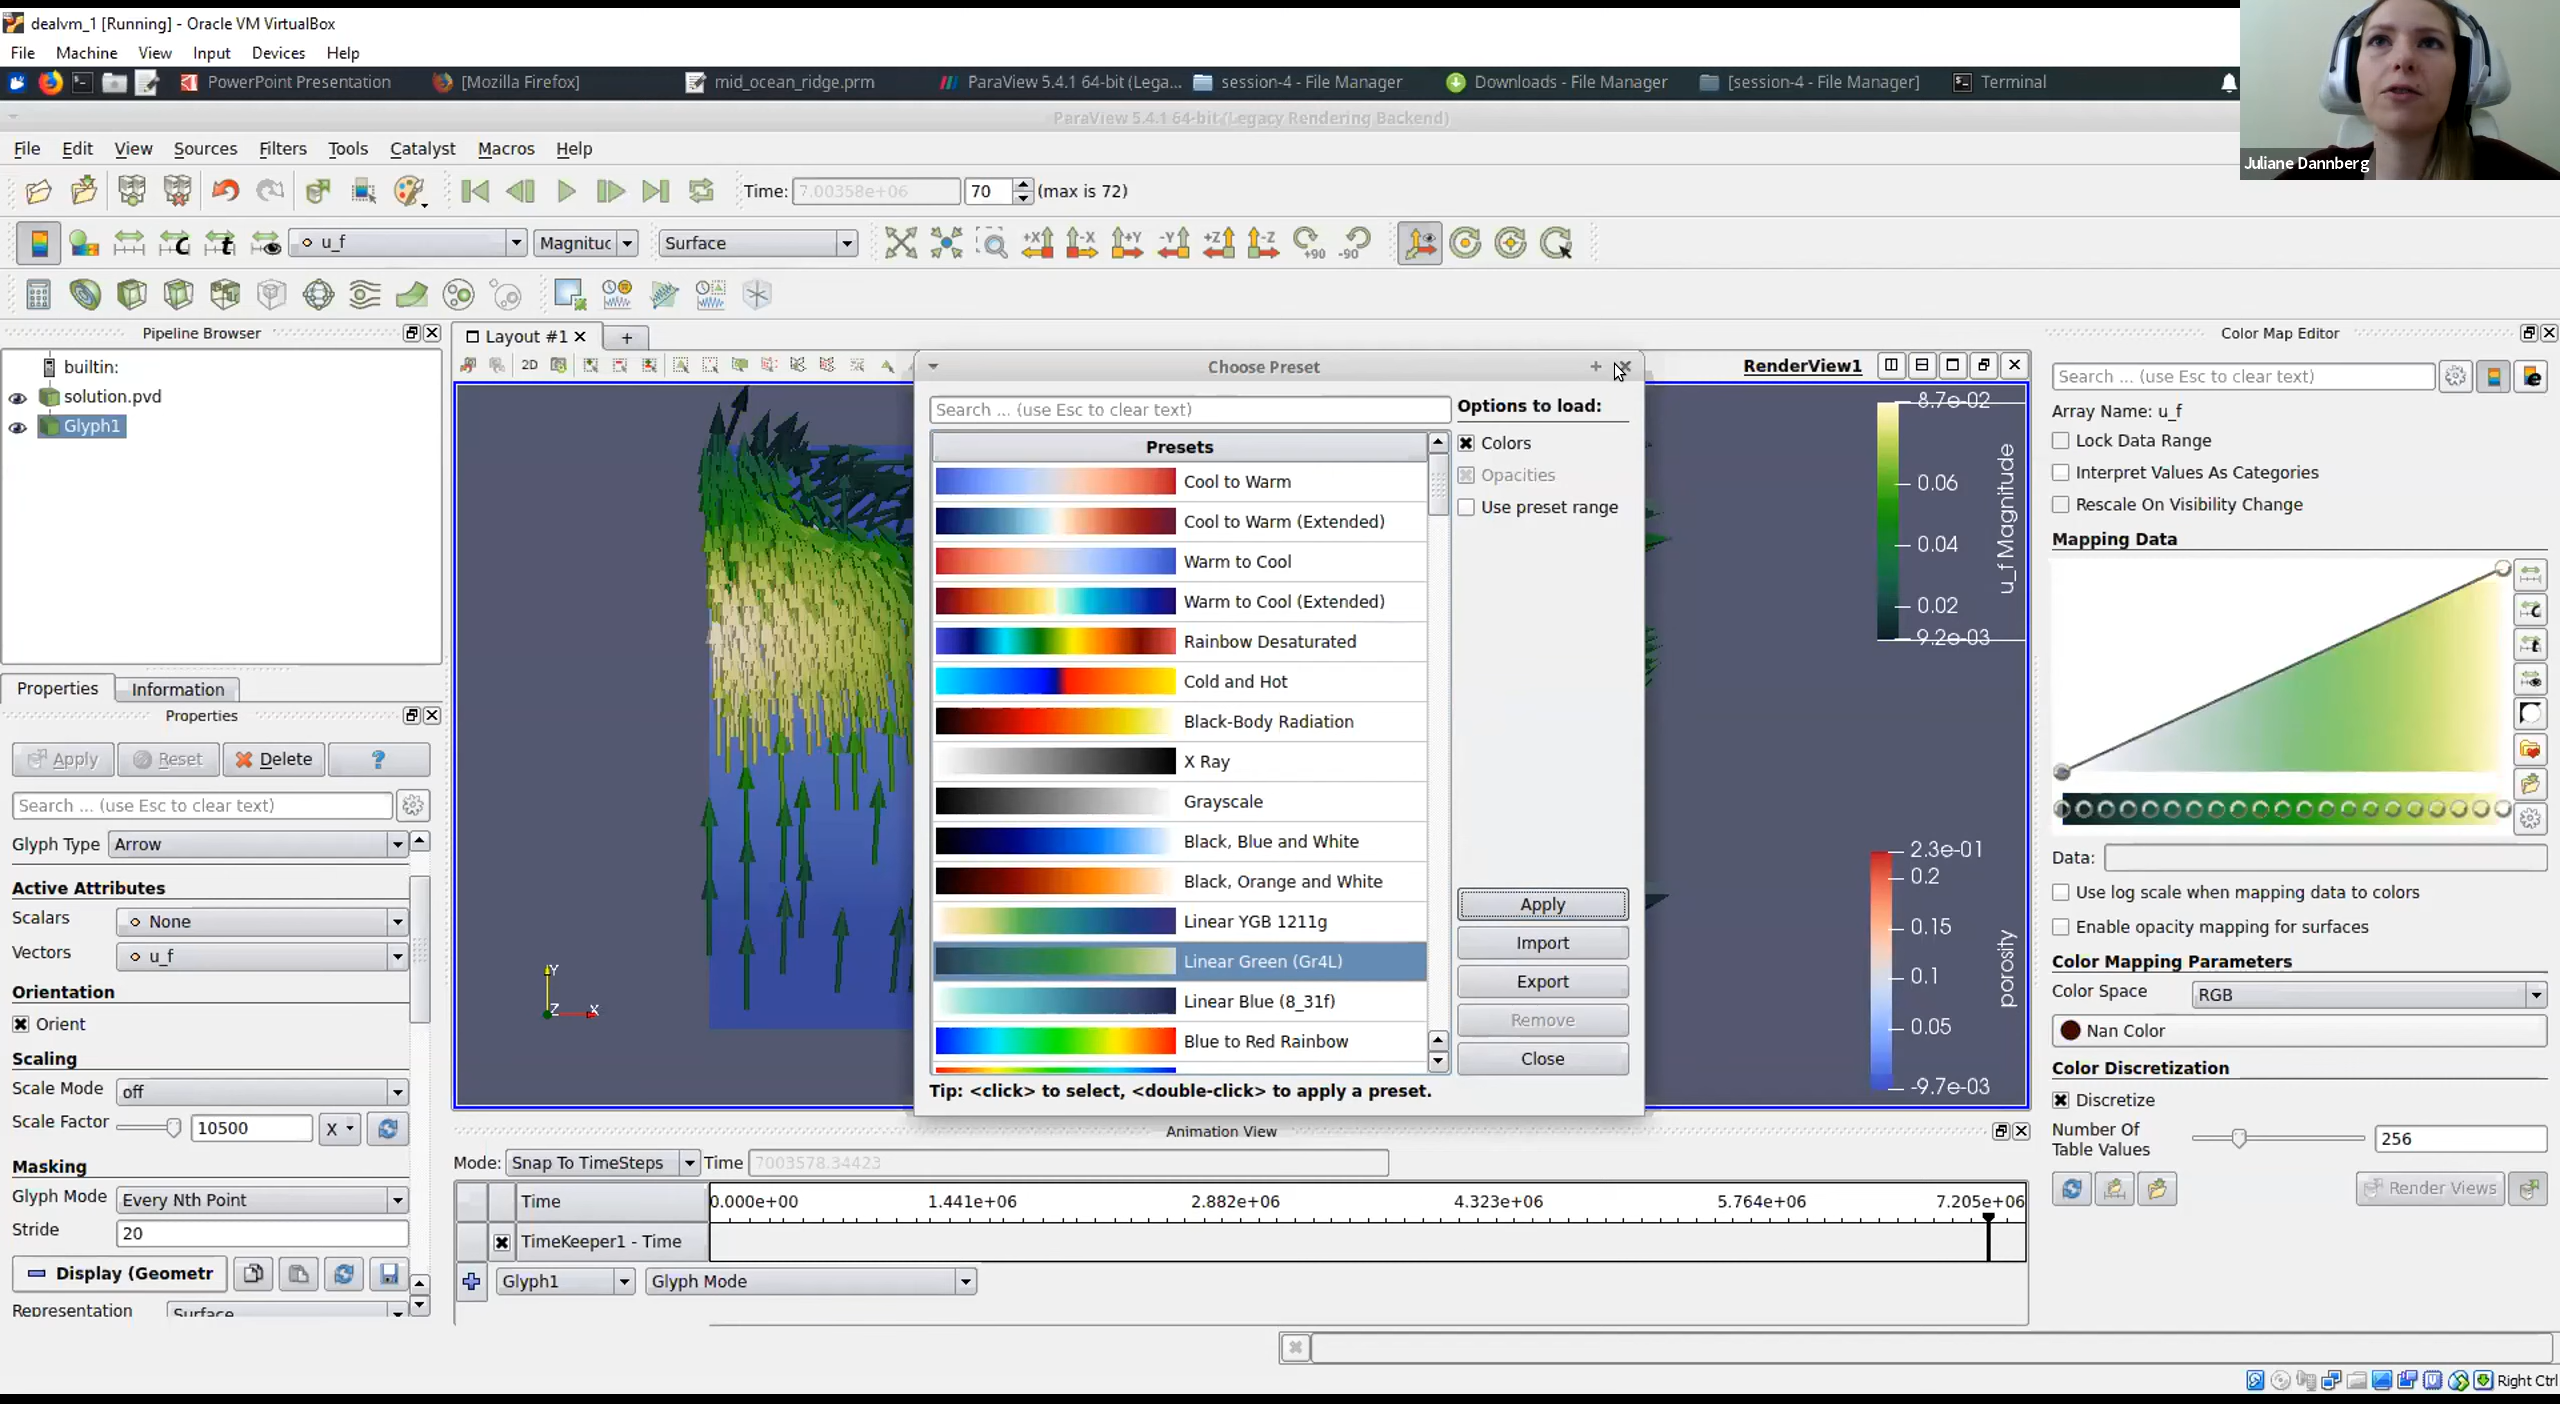 dealvm_1 [Running] - Oracle VM VirtualBox
File Machine View Input Devices Help
PowerPoint Presentation [Mozilla Firefox] mid_ocean_ridge.prm ParaView 5.4.1 64-bit (Lega... session-4 - File Manager Downloads - File Manager [session-4 - File Manager] Terminal
Juliane Dannberg
ParaView 5.4.1 64-bit (Legacy Rendering Backend)
File Edit View Sources Filters Tools Catalyst Macros Help
Time: 7.00358e+06 70 (max is 72)
u_f Magnituc Surface +X -X +Y -Y +Z -Z +90 -90
Pipeline Browser
builtin:
solution.pvd
Glyph1
Properties Information
Properties
Apply Reset Delete ?
Search ... (use Esc to clear text)
Glyph Type Arrow
Active Attributes
Scalars None
Vectors u_f
Orientation
Orient
Scaling
Scale Mode off
Scale Factor 10500 X
Masking
Glyph Mode Every Nth Point
Stride 20
Display (Geometr
Representation Surface
Layout #1 +
2D
RenderView1
Choose Preset
Search ... (use Esc to clear text)
Presets
Cool to Warm
Cool to Warm (Extended)
Warm to Cool
Warm to Cool (Extended)
Rainbow Desaturated
Cold and Hot
Black-Body Radiation
X Ray
Grayscale
Black, Blue and White
Black, Orange and White
Linear YGB 1211g
Linear Green (Gr4L)
Linear Blue (8_31f)
Blue to Red Rainbow
Tip: <click> to select, <double-click> to apply a preset.
Options to load:
Colors
Opacities
Use preset range
Apply
Import
Export
Remove
Close
8.7e-02
0.06
0.04
0.02
9.2e-03
u_f Magnitude
2.3e-01
0.2
0.15
0.1
0.05
-9.7e-03
porosity
Y
Z X
Animation View
Mode: Snap To TimeSteps Time 7003578.34423
Time 0.000e+00 1.441e+06 2.882e+06 4.323e+06 5.764e+06 7.205e+06
TimeKeeper1 - Time
Glyph1 Glyph Mode
Color Map Editor
Search ... (use Esc to clear text)
Array Name: u_f
Lock Data Range
Interpret Values As Categories
Rescale On Visibility Change
Mapping Data
Data:
Use log scale when mapping data to colors
Enable opacity mapping for surfaces
Color Mapping Parameters
Color Space RGB
Nan Color
Color Discretization
Discretize
Number Of
Table Values 256
Render Views
Right Ctrl